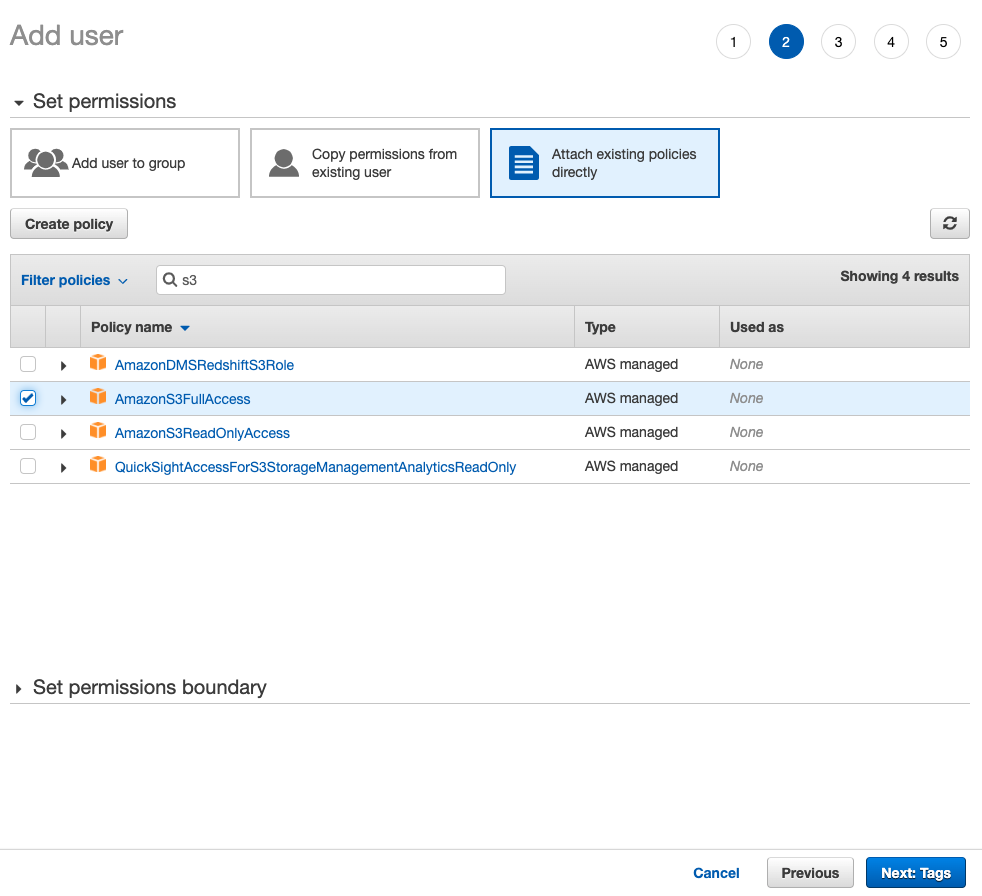 Add user
1 2 3 4 5
Set permissions
Add user to group
Copy permissions from
existing user
Attach existing policies
directly
Create policy
Filter policies
s3
Showing 4 results
Policy name Type Used as
AmazonDMSRedshiftS3Role AWS managed None
AmazonS3FullAccess AWS managed None
AmazonS3ReadOnlyAccess AWS managed None
QuickSightAccessForS3StorageManagementAnalyticsReadOnly AWS managed None
Set permissions boundary
Cancel Previous Next: Tags